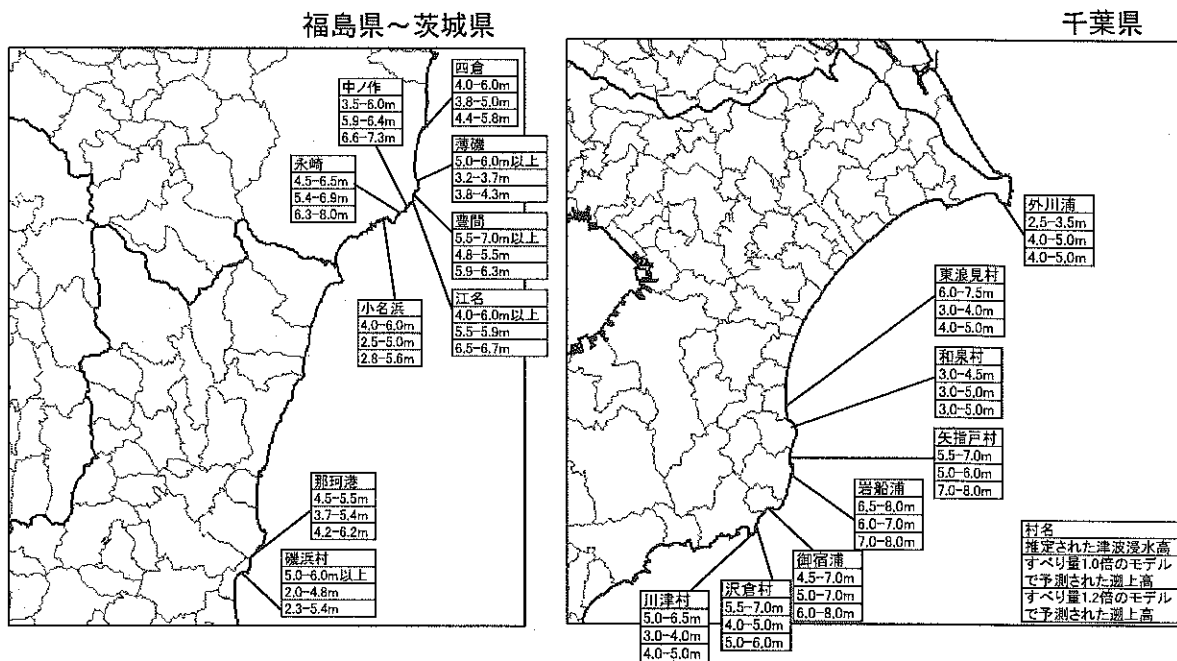 福島県～茨城県
千葉県
四倉
4.0-6.0m
3.8-5.0m
4.4-5.8m
中ノ作
3.5-6.0m
5.9-6.4m
6.6-7.3m
薄磯
5.0-6.0m以上
3.2-3.7m
3.8-4.3m
永崎
4.5-6.5m
5.4-6.9m
6.3-8.0m
豊間
5.5-7.0m以上
4.8-5.5m
5.9-6.3m
江名
4.0-6.0m以上
5.5-5.9m
6.5-6.7m
小名浜
4.0-6.0m
2.5-5.0m
2.8-5.6m
那珂港
4.5-5.5m
3.7-5.4m
4.2-6.2m
磯浜村
5.0-6.0m以上
2.0-4.8m
2.3-5.4m
外川浦
2.5-3.5m
4.0-5.0m
4.0-5.0m
東浪見村
6.0-7.5m
3.0-4.0m
4.0-5.0m
和泉村
3.0-4.5m
3.0-5.0m
3.0-5.0m
矢指戸村
5.5-7.0m
5.0-6.0m
7.0-8.0m
岩船浦
6.5-8.0m
6.0-7.0m
7.0-8.0m
御宿浦
4.5-7.0m
5.0-7.0m
6.0-8.0m
沢倉村
5.5-7.0m
4.0-5.0m
5.0-6.0m
川津村
5.0-6.5m
3.0-4.0m
4.0-5.0m
村名
推定された津波浸水高
すべり量1.0倍のモデル
で予測された遡上高
すべり量1.2倍のモデル
で予測された遡上高